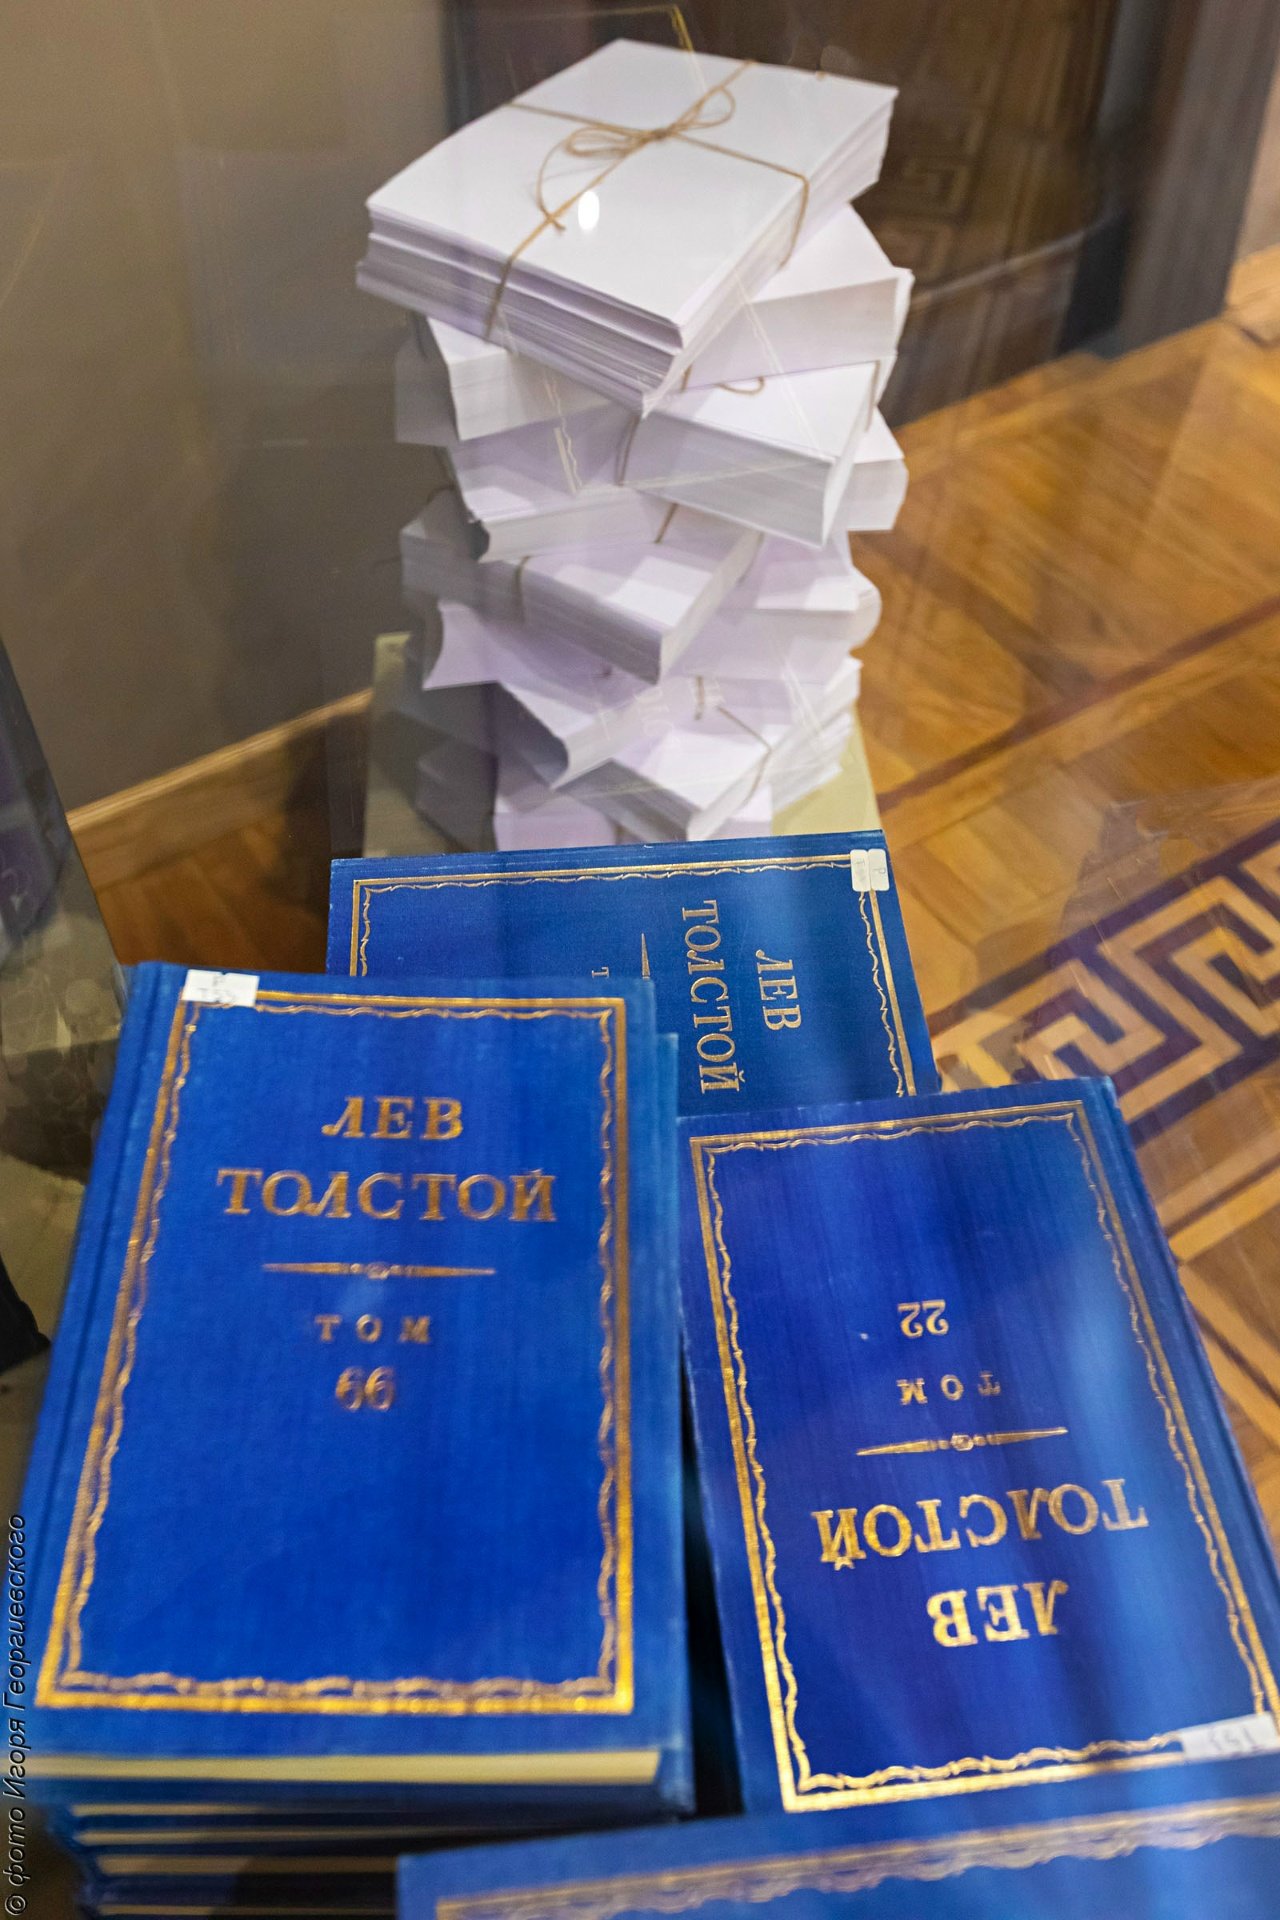 ЛЕВ
ТОЛСТОЙ
Т
ЛЕВ
ТОЛСТОЙ
ТОМ
66
ЛЕВ
ТОЛСТОЙ
ТОМ
22
© фото Игоря Георгиевского